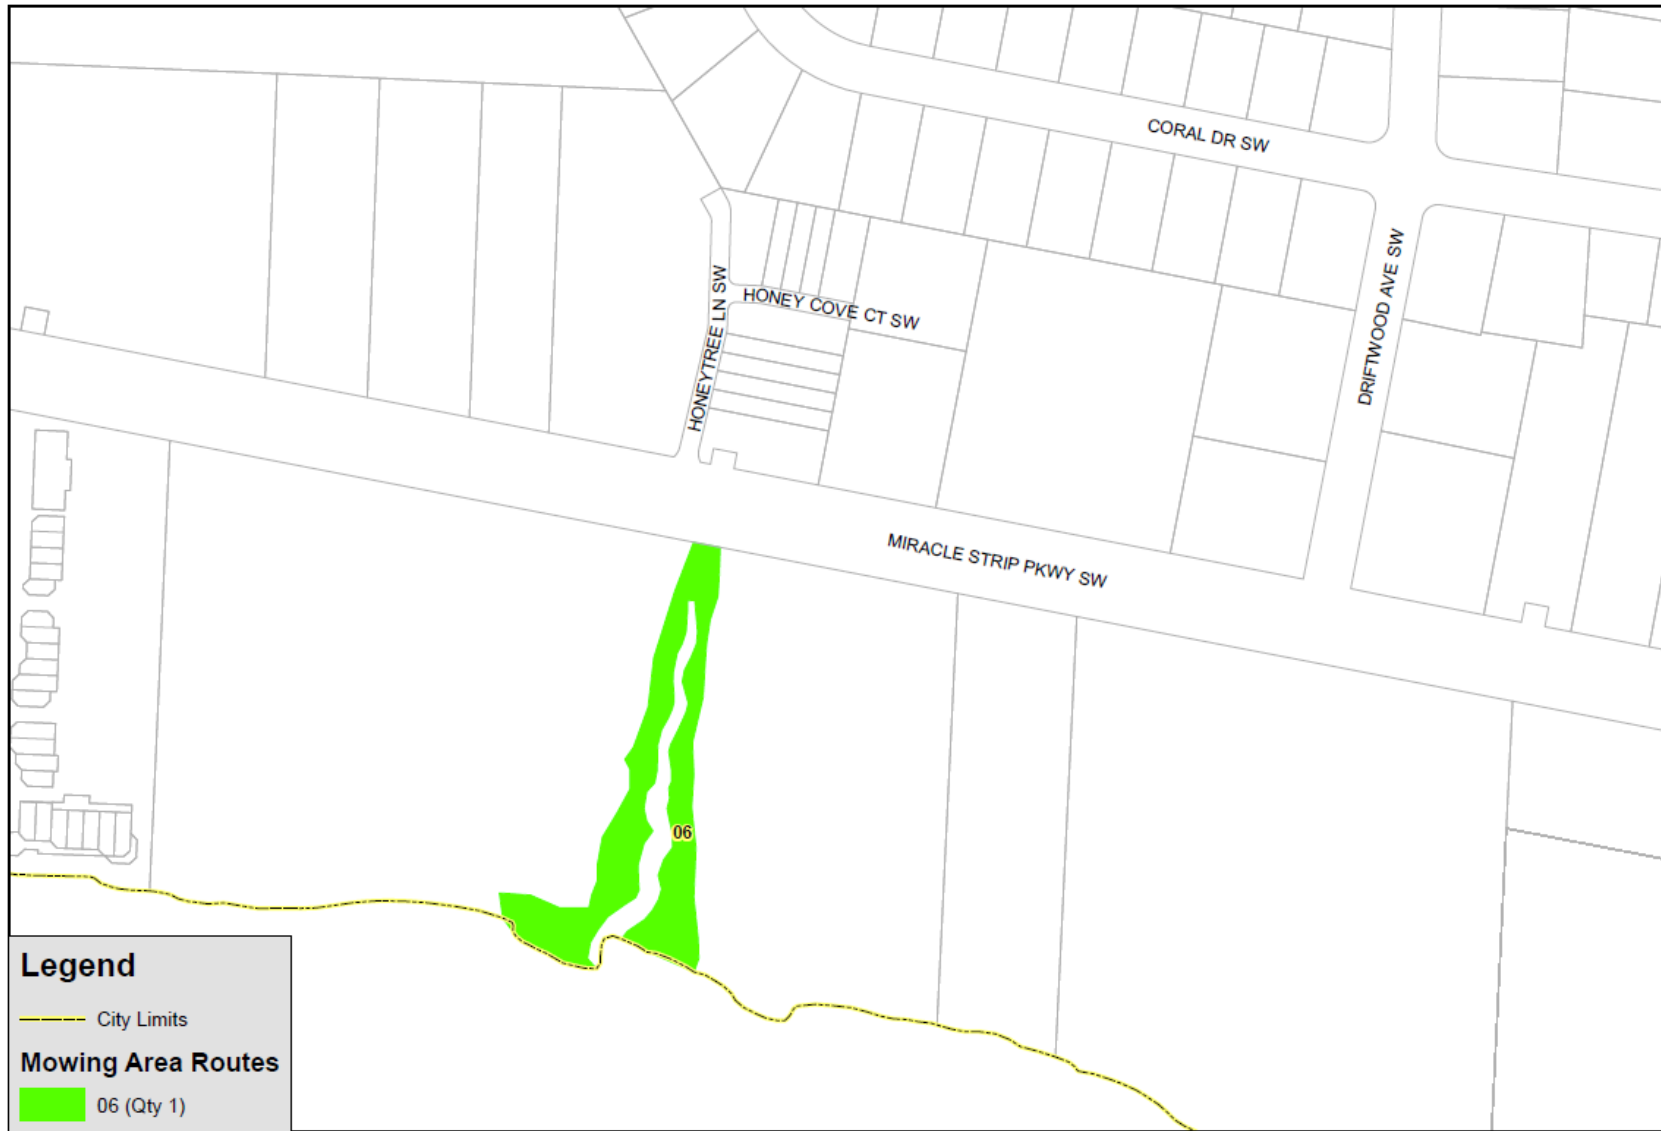 CORAL DR SW
DRIFTWOOD AVE SW
HONEYTREE LN SW
HONEY COVE CT SW
MIRACLE STRIP PKWY SW
06
Legend
City Limits
Mowing Area Routes
06 (Qty 1)